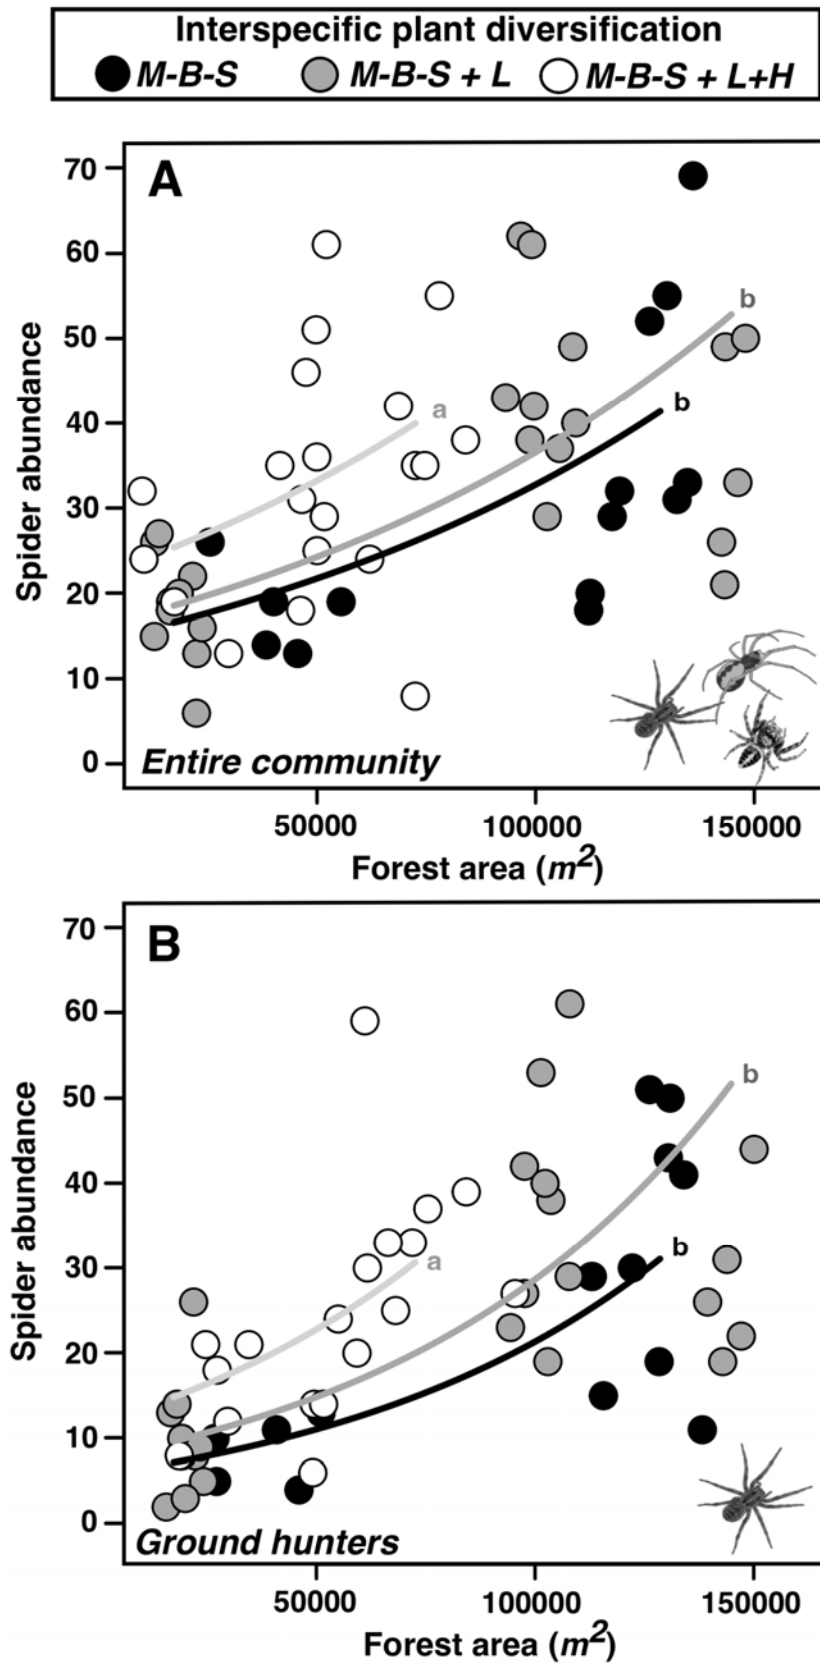 Interspecific plant diversification
M-B-S M-B-S + L M-B-S + L+H
A
70
60
50
40
30
20
10
0
Spider abundance
b
b
a
Entire community
50000 100000 150000
Forest area (m²)
B
70
60
50
40
30
20
10
0
Spider abundance
b
b
a
Ground hunters
50000 100000 150000
Forest area (m²)